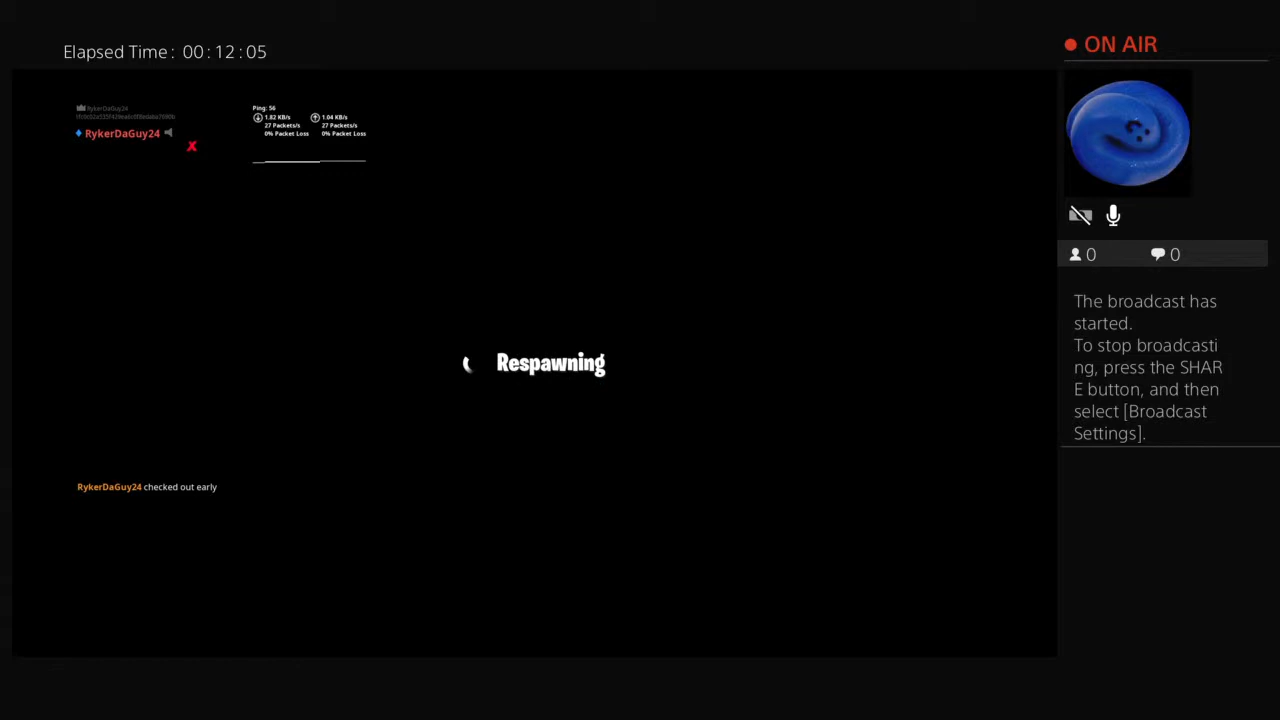 Elapsed Time: 00:12:05
ON AIR
RykerDaGuy24
RykerDaGuy24
X
Ping: 56
1.82 KB/s 1.04 KB/s
27 Packets/s 27 Packets/s
0% Packet Loss 0% Packet Loss
0 0
The broadcast has
started.
To stop broadcasti
ng, press the SHAR
E button, and then
select [Broadcast
Settings].
Respawning
RykerDaGuy24 checked out early